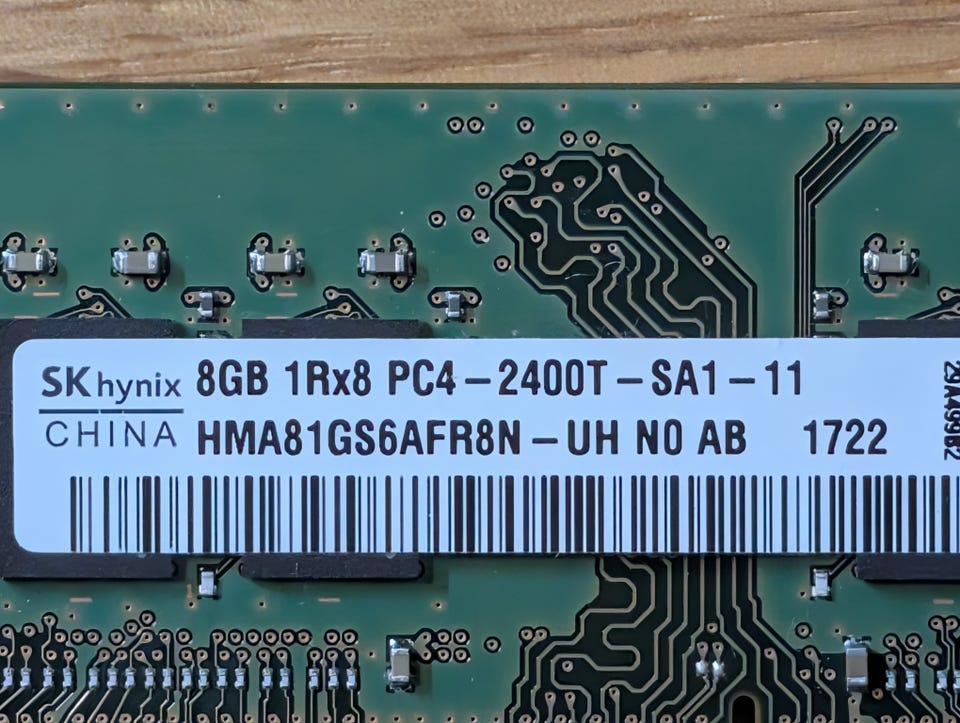 SK hynix 8GB 1Rx8 PC4-2400T-SA1-11
CHINA HMA81GS6AFR8N-UH N0 AB 1722